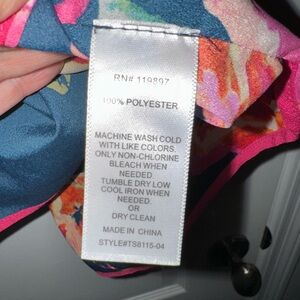 RN# 119897
100% POLYESTER
MACHINE WASH COLD
WITH LIKE COLORS.
ONLY NON-CHLORINE
BLEACH WHEN
NEEDED.
TUMBLE DRY LOW
COOL IRON WHEN
NEEDED.
OR
DRY CLEAN
MADE IN CHINA
STYLE#TS8115-04